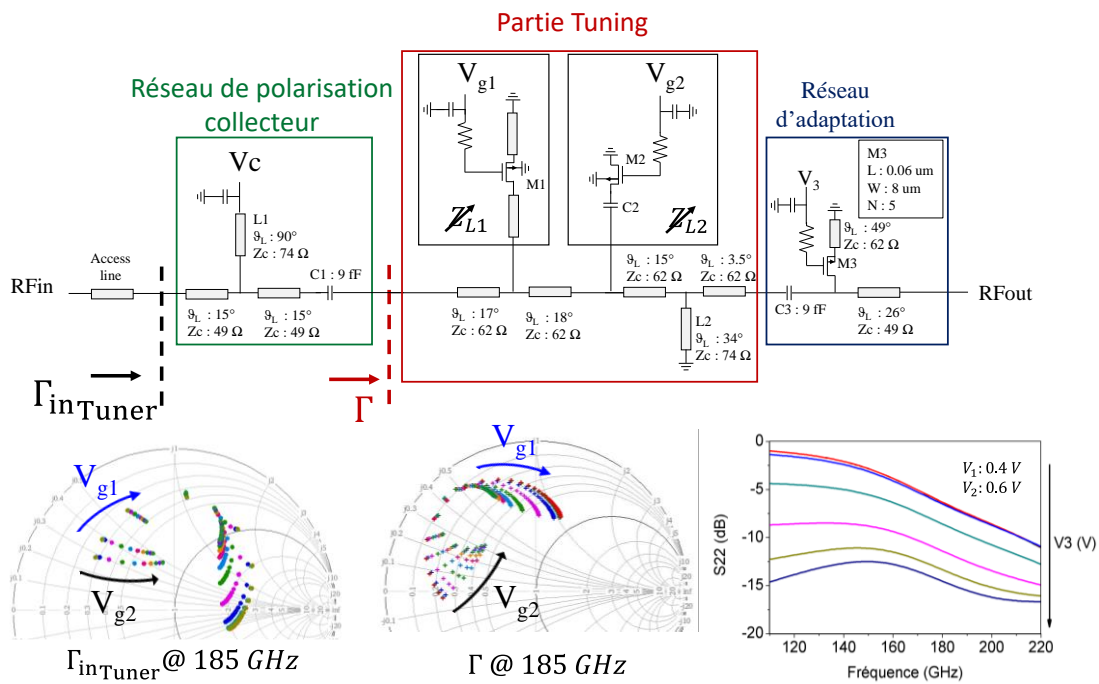 Partie Tuning
Réseau de polarisation
collecteur
Vc
L1
ϑL : 90°
Zc : 74 Ω
C1 : 9 fF
ϑL : 15°
Zc : 49 Ω
ϑL : 15°
Zc : 49 Ω
RFin
Access
line
Vg1
M1
ZL1
Vg2
M2
C2
ZL2
ϑL : 17°
Zc : 62 Ω
ϑL : 18°
Zc : 62 Ω
ϑL : 15°
Zc : 62 Ω
ϑL : 3.5°
Zc : 62 Ω
L2
ϑL : 34°
Zc : 74 Ω
Réseau
d'adaptation
M3
L : 0.06 um
W : 8 um
N : 5
V3
ϑL : 49°
Zc : 62 Ω
M3
C3 : 9 fF
ϑL : 26°
Zc : 49 Ω
RFout
ΓinTuner
Γ
Vg1
Vg2
ΓinTuner @ 185 GHz
Vg1
Vg2
Γ @ 185 GHz
S22 (dB)
0
-5
-10
-15
-20
V1: 0.4 V
V2: 0.6 V
V3 (V)
120 140 160 180 200 220
Fréquence (GHz)